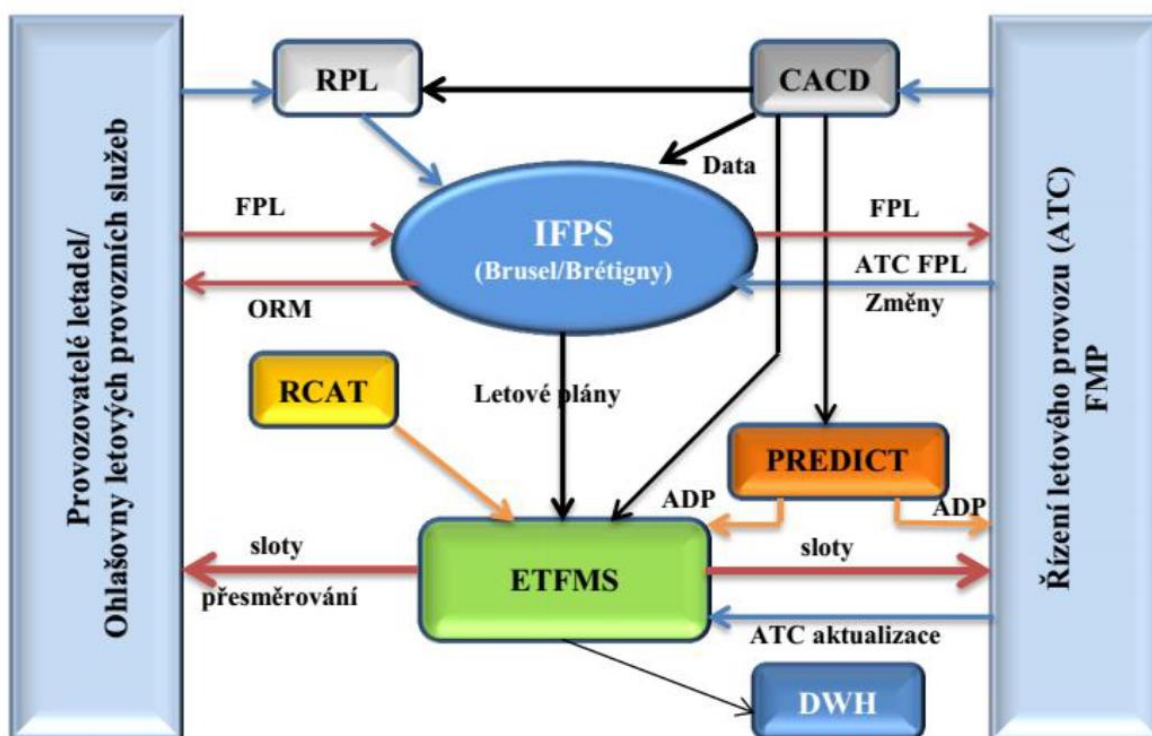 Provozovatelé letadel/
Ohlašovny letových provozních služeb
RPL
CACD
Data
FPL
IFPS
(Brusel/Brétigny)
FPL
ORM
ATC FPL
Změny
RCAT
Letové plány
PREDICT
ADP
ADP
sloty
přesměrování
ETFMS
sloty
ATC aktualizace
DWH
Řízení letového provozu (ATC)
FMP